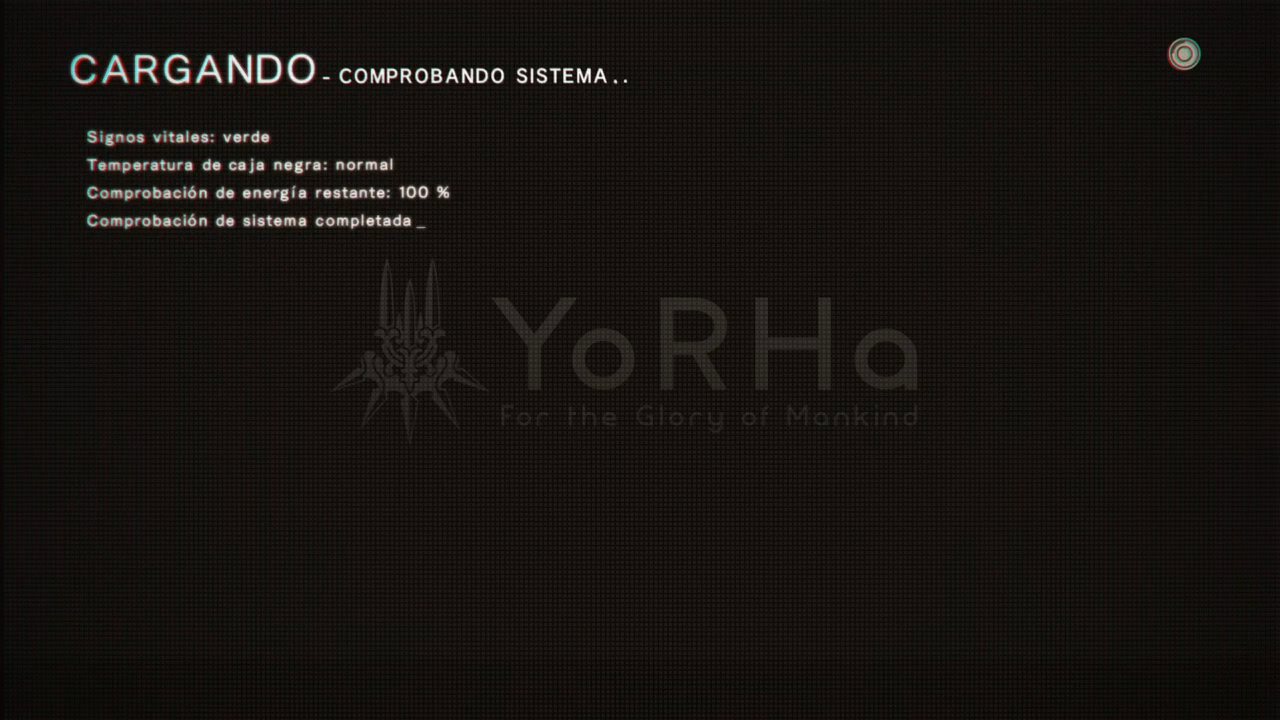 CARGANDO - COMPROBANDO SISTEMA..
Signos vitales: verde
Temperatura de caja negra: normal
Comprobación de energía restante: 100 %
Comprobación de sistema completada _
YoRHa
For the Glory of Mankind